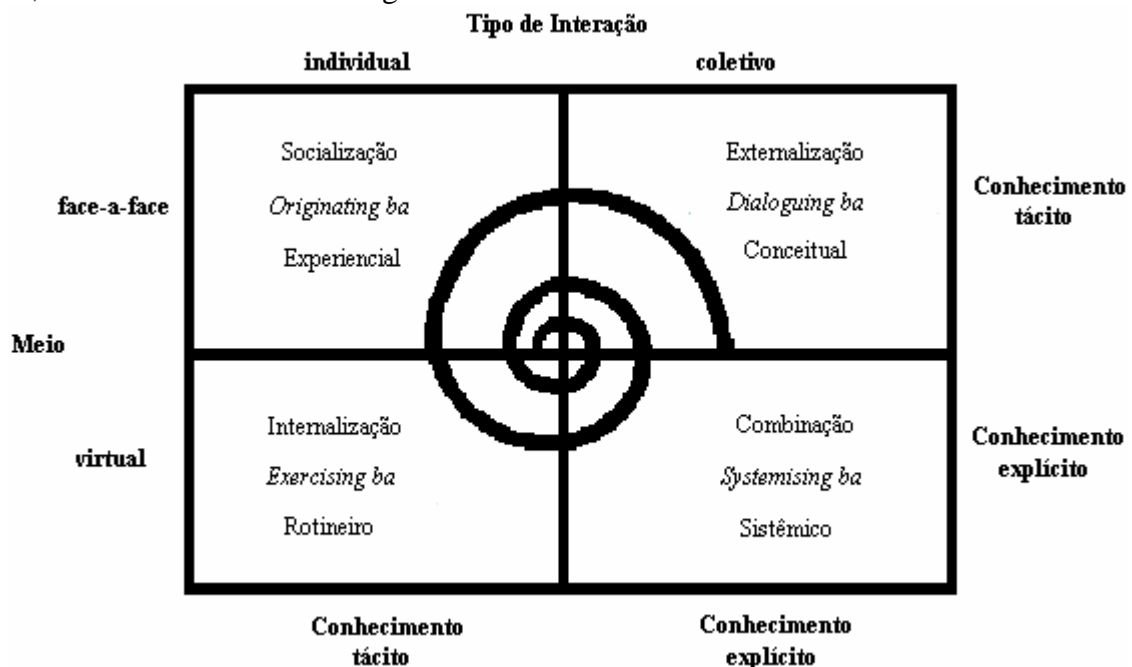 Tipo de Interação
individual coletivo
Socialização Externalização
face-a-face Originating ba Dialoguing ba Conhecimento tácito
Experiencial Conceitual
Meio
Internalização Combinação
virtual Exercising ba Systemising ba Conhecimento explícito
Rotineiro Sistêmico
Conhecimento tácito Conhecimento explícito